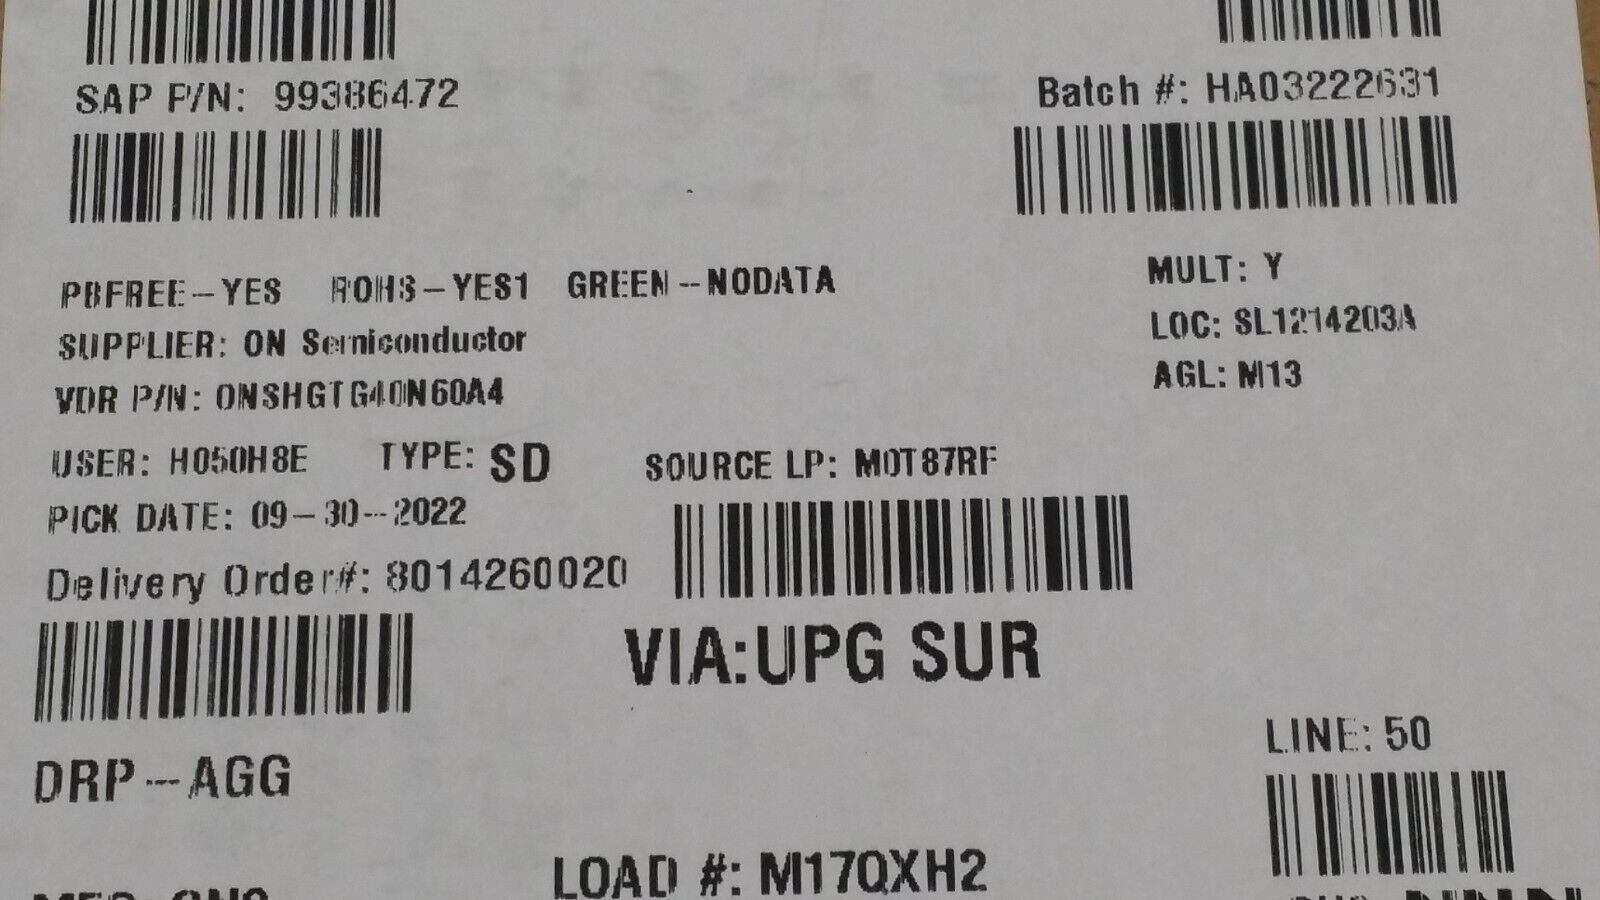 SAP P/N: 99386472
Batch #: HA03222631
PBFREE-YES ROHS-YES1 GREEN-NODATA
MULT: Y
SUPPLIER: ON Semiconductor
LOC: SL1214203A
VDR P/N: ONSHGTG40N60A4
AGL: M13
USER: H050H8E TYPE: SD SOURCE LP: M0T87RF
PICK DATE: 09-30-2022
Delivery Order#: 8014260020
VIA:UPG SUR
LINE: 50
DRP-AGG
LOAD #: M17QXH2